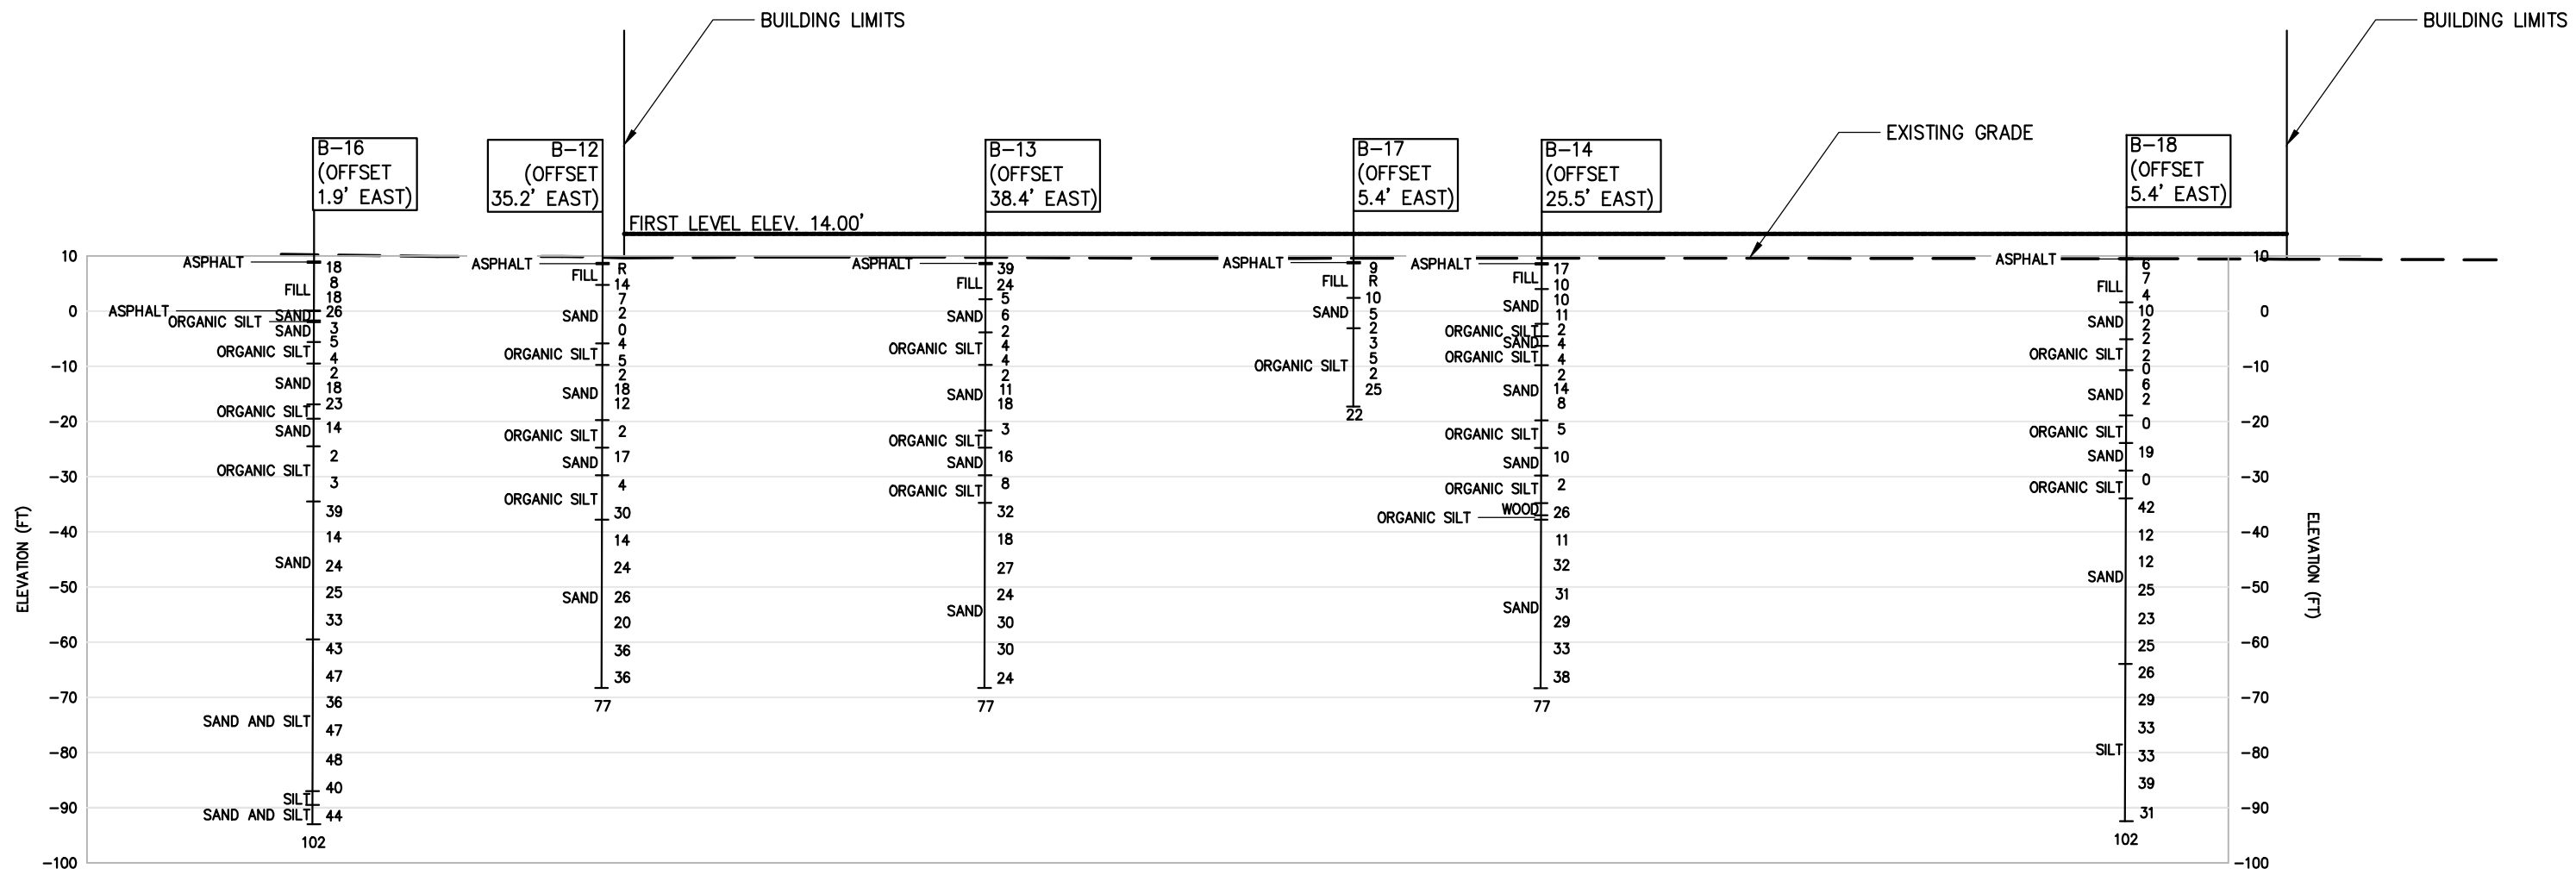 BUILDING LIMITS
BUILDING LIMITS
EXISTING GRADE
B-16
(OFFSET
1.9' EAST)
B-12
(OFFSET
35.2' EAST)
B-13
(OFFSET
38.4' EAST)
B-17
(OFFSET
5.4' EAST)
B-14
(OFFSET
25.5' EAST)
B-18
(OFFSET
5.4' EAST)
FIRST LEVEL ELEV. 14.00'
ELEVATION (FT)
10
0
-10
-20
-30
-40
-50
-60
-70
-80
-90
-100
ASPHALT
FILL
ASPHALT
SAND
ORGANIC SILT
SAND
ORGANIC SILT
SAND
ORGANIC SILT
SAND
ORGANIC SILT
SAND
SAND AND SILT
SILT
SAND AND SILT
18
8
18
26
3
5
4
2
18
23
14
2
3
39
14
24
25
33
43
47
36
47
48
40
44
102
ASPHALT
FILL
SAND
ORGANIC SILT
SAND
ORGANIC SILT
SAND
ORGANIC SILT
SAND
R
14
7
2
0
4
5
2
18
12
2
17
4
30
14
24
26
20
36
36
77
ASPHALT
FILL
SAND
ORGANIC SILT
SAND
ORGANIC SILT
SAND
ORGANIC SILT
SAND
39
24
5
6
2
4
4
2
11
18
3
16
8
32
18
27
24
30
30
24
77
ASPHALT
FILL
SAND
ORGANIC SILT
9
R
10
5
2
3
5
2
25
22
ASPHALT
FILL
SAND
ORGANIC SILT
SAND
ORGANIC SILT
SAND
ORGANIC SILT
SAND
ORGANIC SILT
WOOD
ORGANIC SILT
SAND
17
10
10
11
2
4
4
2
14
8
5
10
2
26
11
32
31
29
33
38
77
ASPHALT
FILL
SAND
ORGANIC SILT
SAND
ORGANIC SILT
SAND
ORGANIC SILT
SAND
SILT
6
7
4
10
2
2
2
0
6
2
0
19
0
42
12
12
25
23
25
26
29
33
33
39
31
102
10
0
-10
-20
-30
-40
-50
-60
-70
-80
-90
-100
ELEVATION (FT)